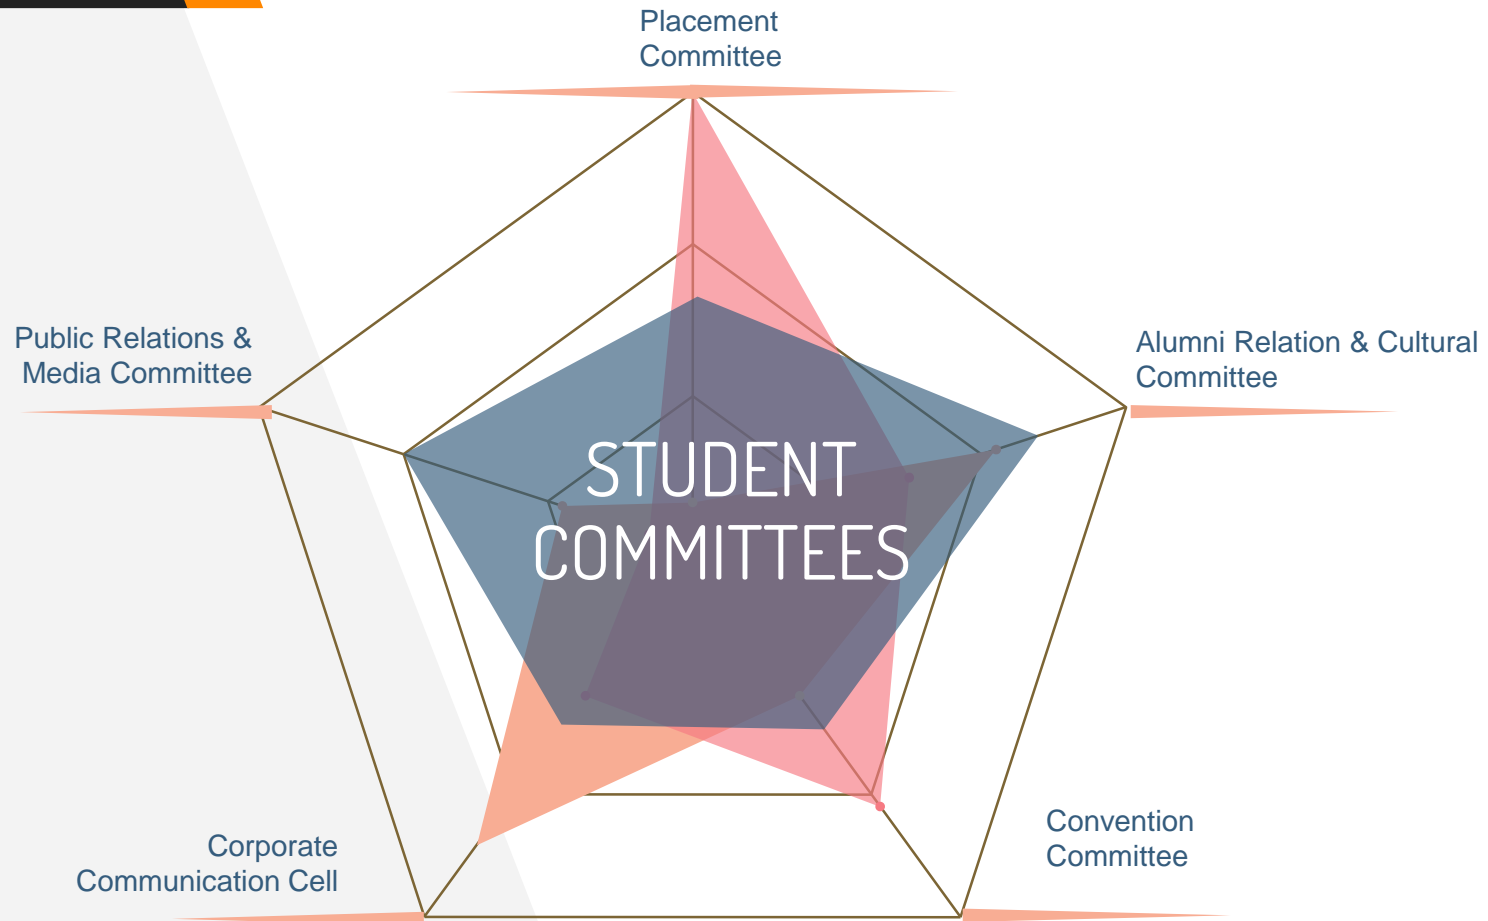 Placement
Committee
Public Relations &
Media Committee
Alumni Relation & Cultural
Committee
STUDENT
COMMITTEES
Corporate
Communication Cell
Convention
Committee